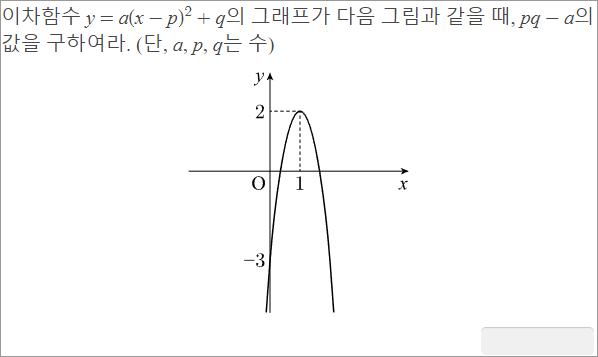 이차함수 y = a(x − p)² + q의 그래프가 다음 그림과 같을 때, pq − a의
값을 구하여라. (단, a, p, q는 수)
y
2
O 1 x
−3